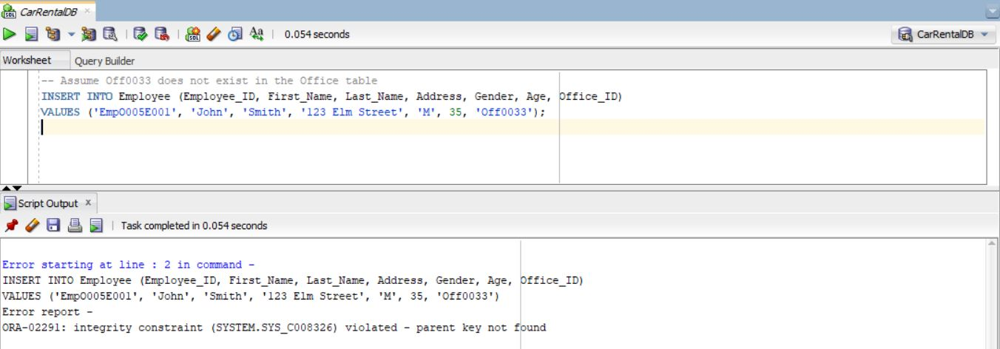 CarRentalDB
0.054 seconds
CarRentalDB
Worksheet Query Builder
-- Assume Off0033 does not exist in the Office table
INSERT INTO Employee (Employee_ID, First_Name, Last_Name, Address, Gender, Age, Office_ID)
VALUES ('EmpO005E001', 'John', 'Smith', '123 Elm Street', 'M', 35, 'Off0033');
Script Output x
Task completed in 0.054 seconds
Error starting at line : 2 in command -
INSERT INTO Employee (Employee_ID, First_Name, Last_Name, Address, Gender, Age, Office_ID)
VALUES ('EmpO005E001', 'John', 'Smith', '123 Elm Street', 'M', 35, 'Off0033')
Error report -
ORA-02291: integrity constraint (SYSTEM.SYS_C008326) violated - parent key not found